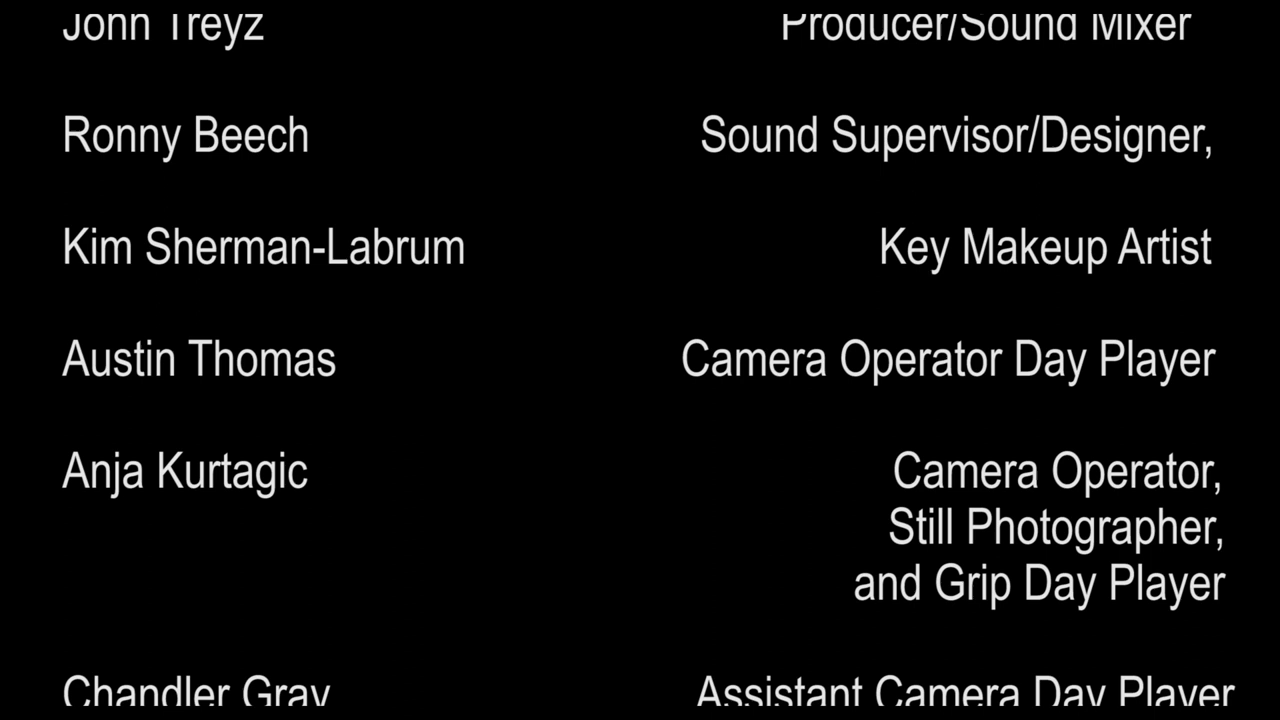 John Treyz Producer/Sound Mixer
Ronny Beech Sound Supervisor/Designer,
Kim Sherman-Labrum Key Makeup Artist
Austin Thomas Camera Operator Day Player
Anja Kurtagic Camera Operator,
Still Photographer,
and Grip Day Player
Chandler Gray Assistant Camera Day Player